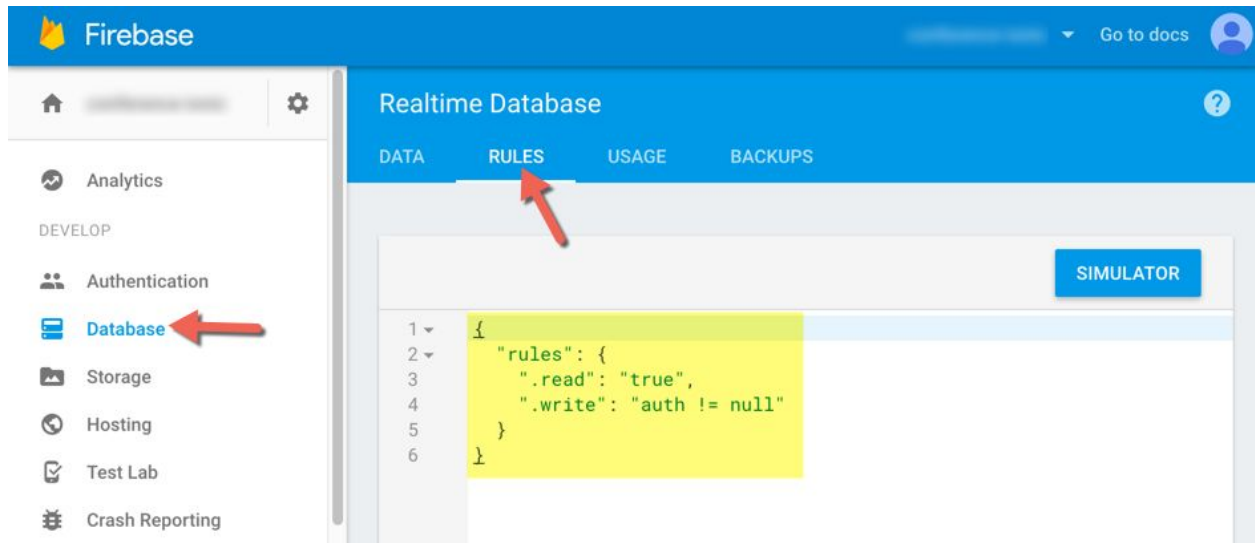 Firebase
Go to docs
Realtime Database
DATA RULES USAGE BACKUPS
Analytics
DEVELOP
Authentication
Database
Storage
Hosting
Test Lab
Crash Reporting
SIMULATOR
1 {
2 "rules": {
3 ".read": "true",
4 ".write": "auth != null"
5 }
6 }